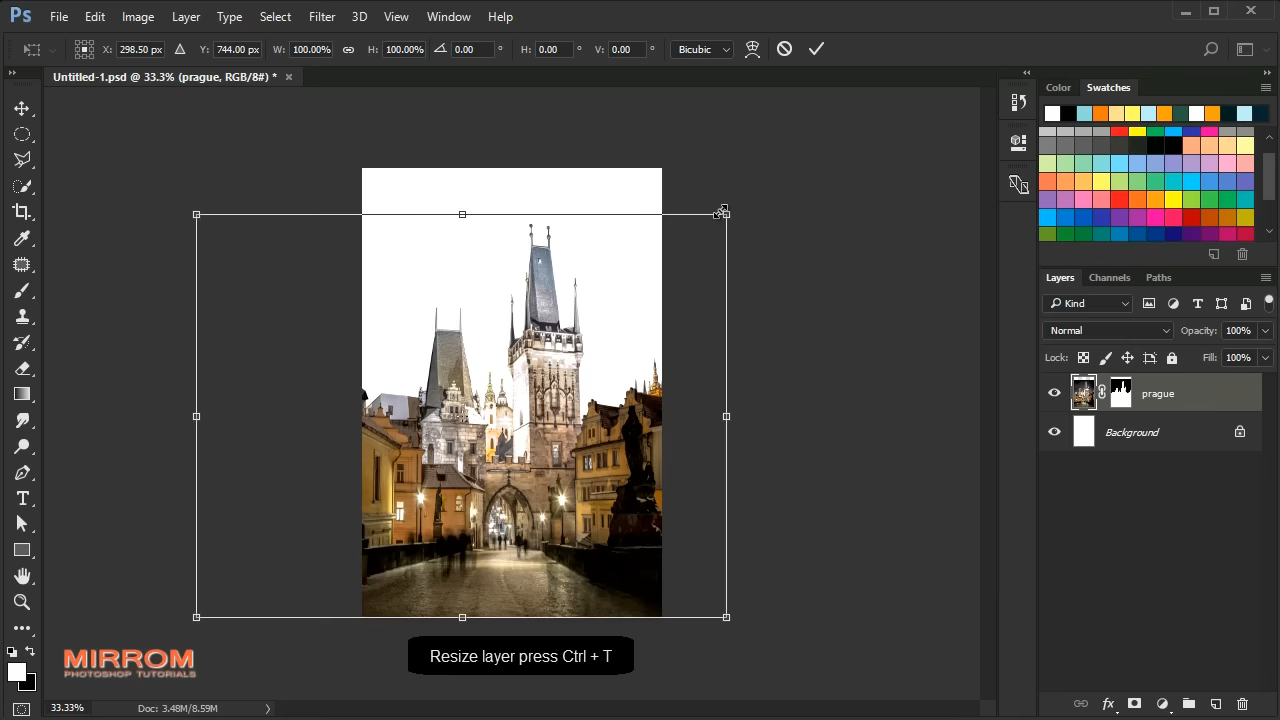 Ps File Edit Image Layer Type Select Filter 3D View Window Help
X: 298.50 px Y: 744.00 px W: 100.00% H: 100.00% 0.00 ° H: 0.00 ° V: 0.00 ° Bicubic
Untitled-1.psd @ 33.3% (prague, RGB/8#) * ×
Color Swatches
Layers Channels Paths
Kind
Normal Opacity: 100%
Lock: Fill: 100%
prague
Background
Resize layer press Ctrl + T
MIRROM
PHOTOSHOP TUTORIALS
33.33% Doc: 3.48M/8.59M